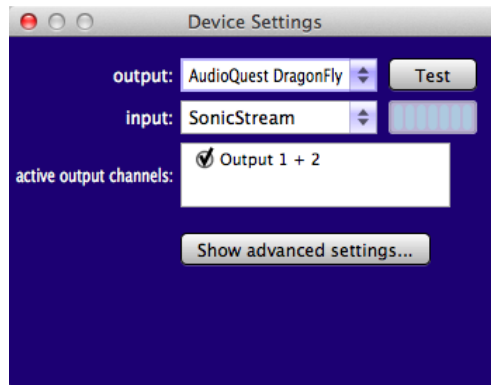 Device Settings
output: AudioQuest DragonFly Test
input: SonicStream
active output channels: Output 1 + 2
Show advanced settings...